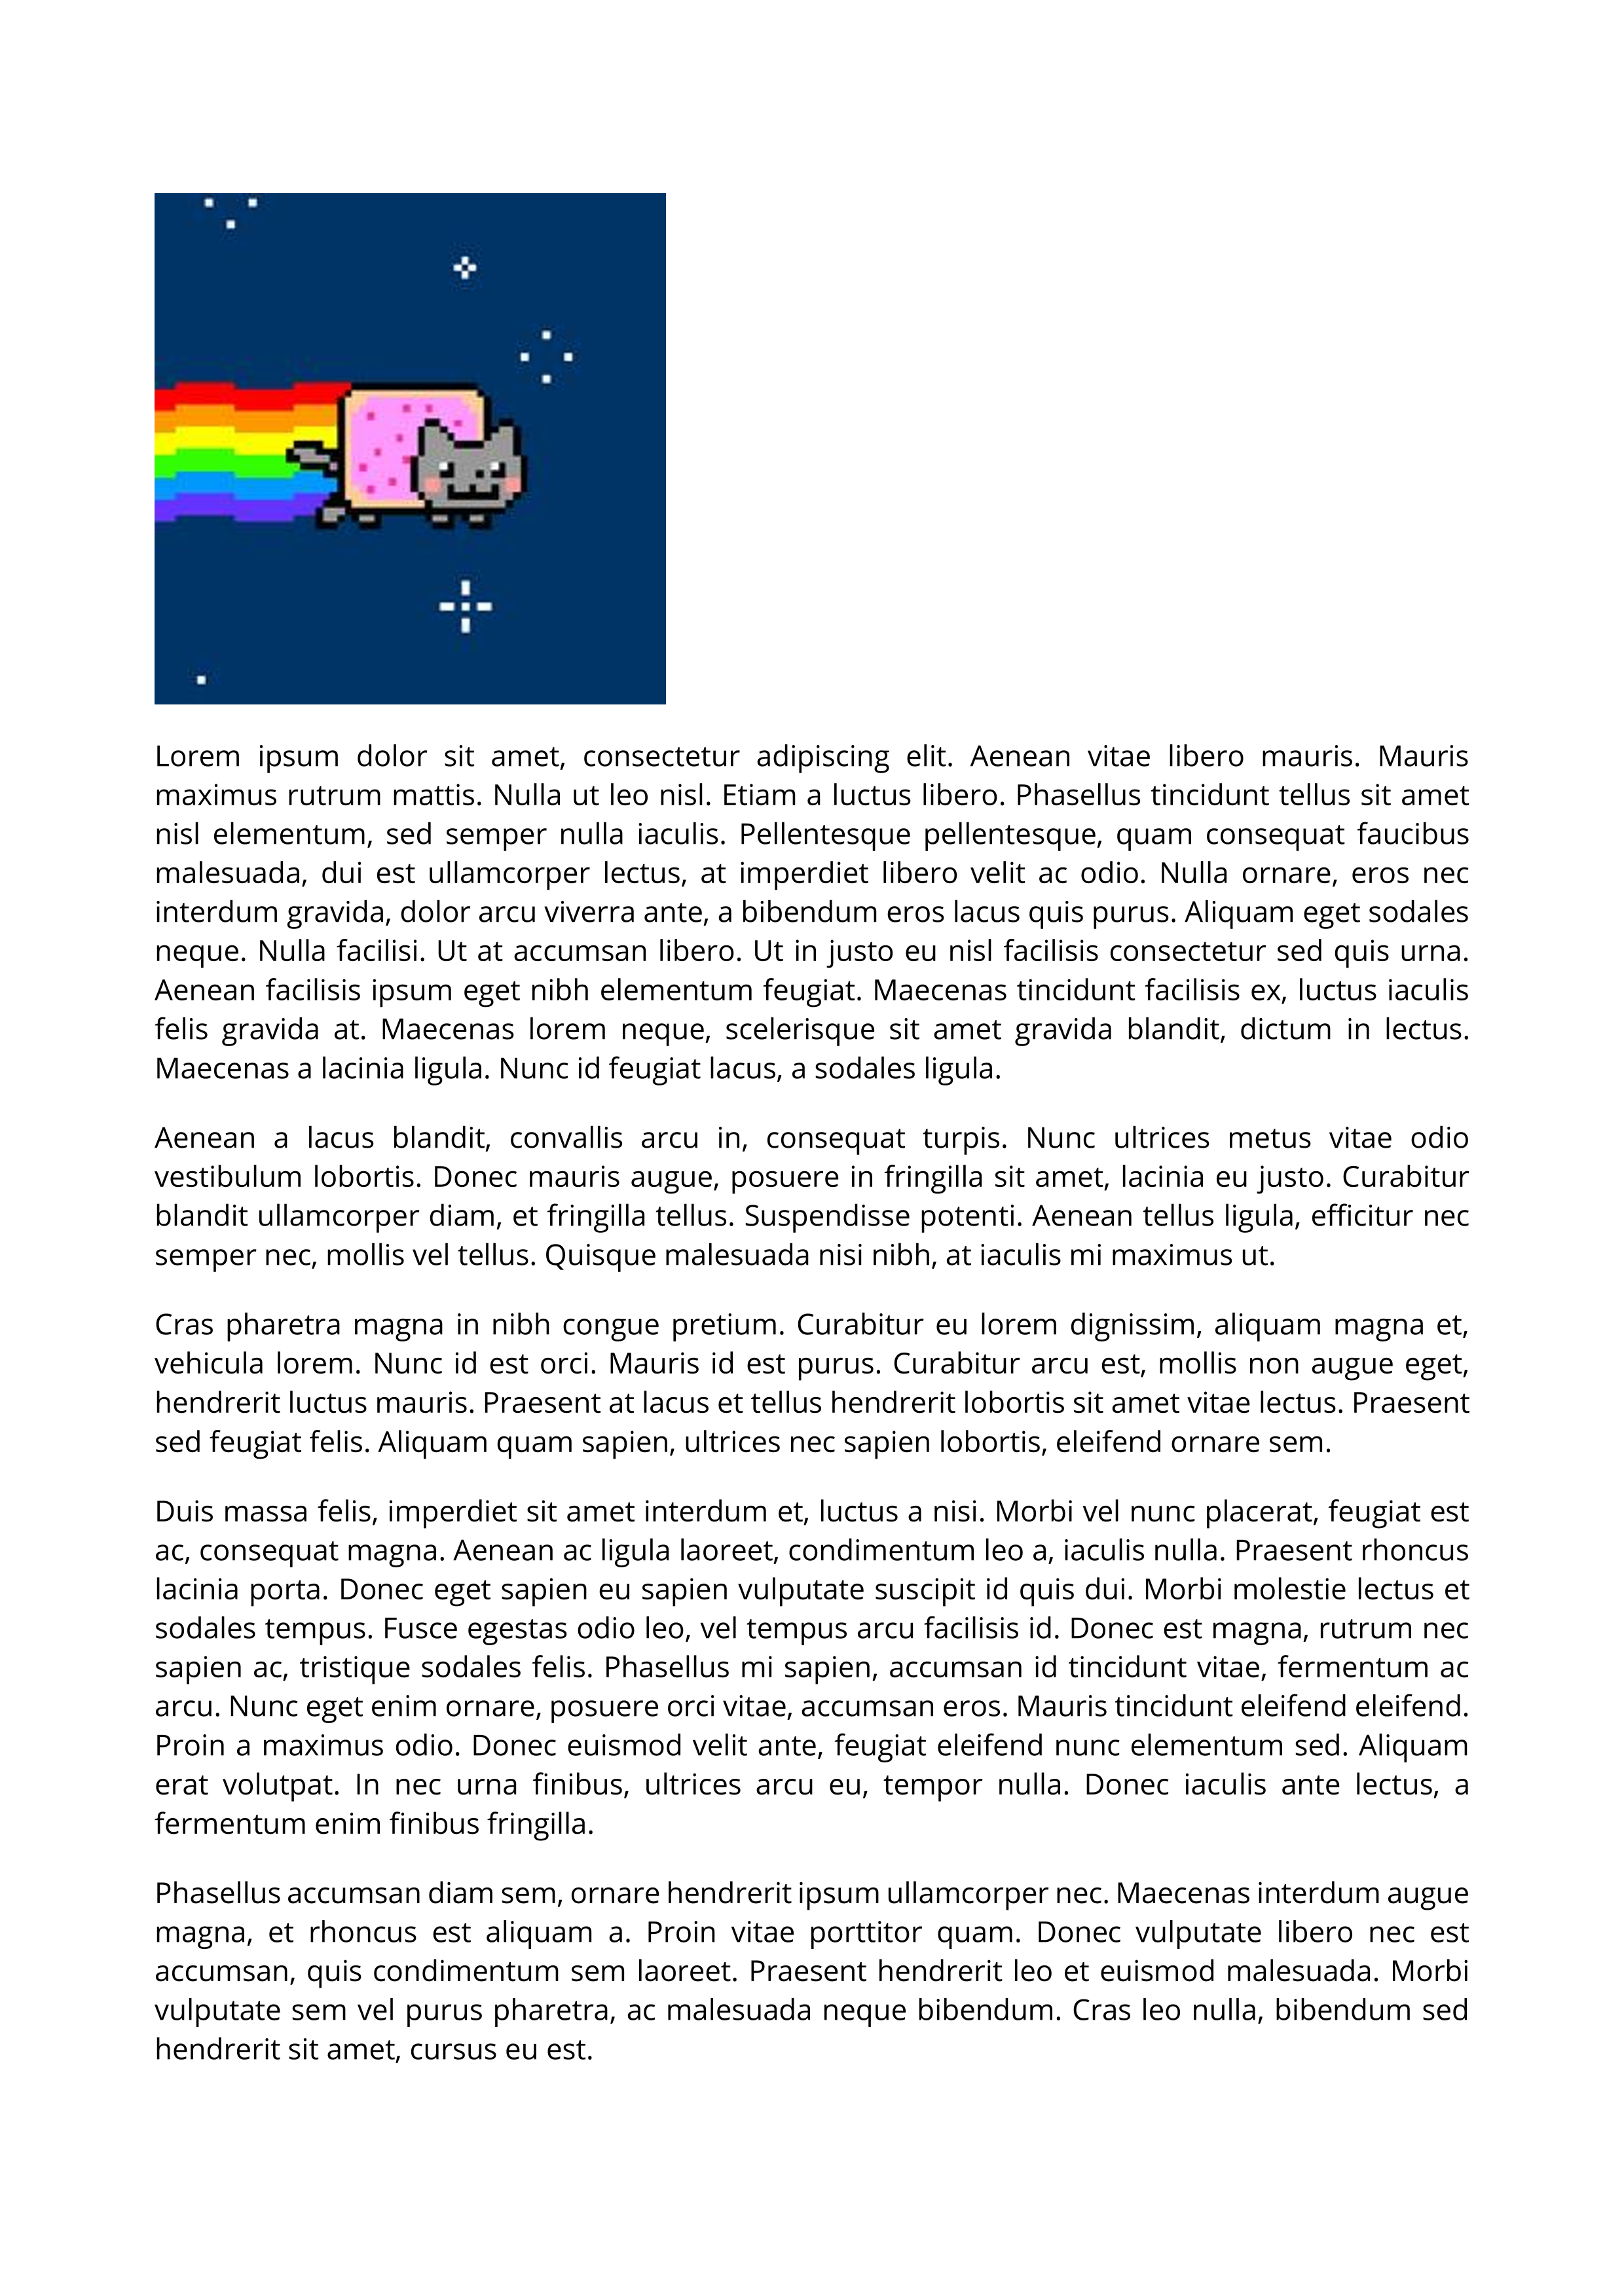 Lorem ipsum dolor sit amet, consectetur adipiscing elit. Aenean vitae libero mauris. Mauris
maximus rutrum mattis. Nulla ut leo nisl. Etiam a luctus libero. Phasellus tincidunt tellus sit amet
nisl elementum, sed semper nulla iaculis. Pellentesque pellentesque, quam consequat faucibus
malesuada, dui est ullamcorper lectus, at imperdiet libero velit ac odio. Nulla ornare, eros nec
interdum gravida, dolor arcu viverra ante, a bibendum eros lacus quis purus. Aliquam eget sodales
neque. Nulla facilisi. Ut at accumsan libero. Ut in justo eu nisl facilisis consectetur sed quis urna.
Aenean facilisis ipsum eget nibh elementum feugiat. Maecenas tincidunt facilisis ex, luctus iaculis
felis gravida at. Maecenas lorem neque, scelerisque sit amet gravida blandit, dictum in lectus.
Maecenas a lacinia ligula. Nunc id feugiat lacus, a sodales ligula.
Aenean a lacus blandit, convallis arcu in, consequat turpis. Nunc ultrices metus vitae odio
vestibulum lobortis. Donec mauris augue, posuere in fringilla sit amet, lacinia eu justo. Curabitur
blandit ullamcorper diam, et fringilla tellus. Suspendisse potenti. Aenean tellus ligula, efficitur nec
semper nec, mollis vel tellus. Quisque malesuada nisi nibh, at iaculis mi maximus ut.
Cras pharetra magna in nibh congue pretium. Curabitur eu lorem dignissim, aliquam magna et,
vehicula lorem. Nunc id est orci. Mauris id est purus. Curabitur arcu est, mollis non augue eget,
hendrerit luctus mauris. Praesent at lacus et tellus hendrerit lobortis sit amet vitae lectus. Praesent
sed feugiat felis. Aliquam quam sapien, ultrices nec sapien lobortis, eleifend ornare sem.
Duis massa felis, imperdiet sit amet interdum et, luctus a nisi. Morbi vel nunc placerat, feugiat est
ac, consequat magna. Aenean ac ligula laoreet, condimentum leo a, iaculis nulla. Praesent rhoncus
lacinia porta. Donec eget sapien eu sapien vulputate suscipit id quis dui. Morbi molestie lectus et
sodales tempus. Fusce egestas odio leo, vel tempus arcu facilisis id. Donec est magna, rutrum nec
sapien ac, tristique sodales felis. Phasellus mi sapien, accumsan id tincidunt vitae, fermentum ac
arcu. Nunc eget enim ornare, posuere orci vitae, accumsan eros. Mauris tincidunt eleifend eleifend.
Proin a maximus odio. Donec euismod velit ante, feugiat eleifend nunc elementum sed. Aliquam
erat volutpat. In nec urna finibus, ultrices arcu eu, tempor nulla. Donec iaculis ante lectus, a
fermentum enim finibus fringilla.
Phasellus accumsan diam sem, ornare hendrerit ipsum ullamcorper nec. Maecenas interdum augue
magna, et rhoncus est aliquam a. Proin vitae porttitor quam. Donec vulputate libero nec est
accumsan, quis condimentum sem laoreet. Praesent hendrerit leo et euismod malesuada. Morbi
vulputate sem vel purus pharetra, ac malesuada neque bibendum. Cras leo nulla, bibendum sed
hendrerit sit amet, cursus eu est.